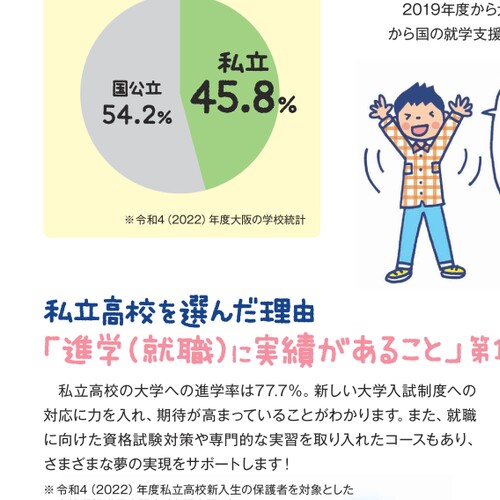 2019年度から
から国の就学支援
私立
45.8%
国公立
54.2%
※令和4（2022）年度大阪の学校統計
私立高校を選んだ理由
「進学（就職）に実績があること」第1
私立高校の大学への進学率は77.7%。新しい大学入試制度への
対応に力を入れ、期待が高まっていることがわかります。また、就職
に向けた資格試験対策や専門的な実習を取り入れたコースもあり、
さまざまな夢の実現をサポートします！
※令和4（2022）年度私立高校新入生の保護者を対象とした